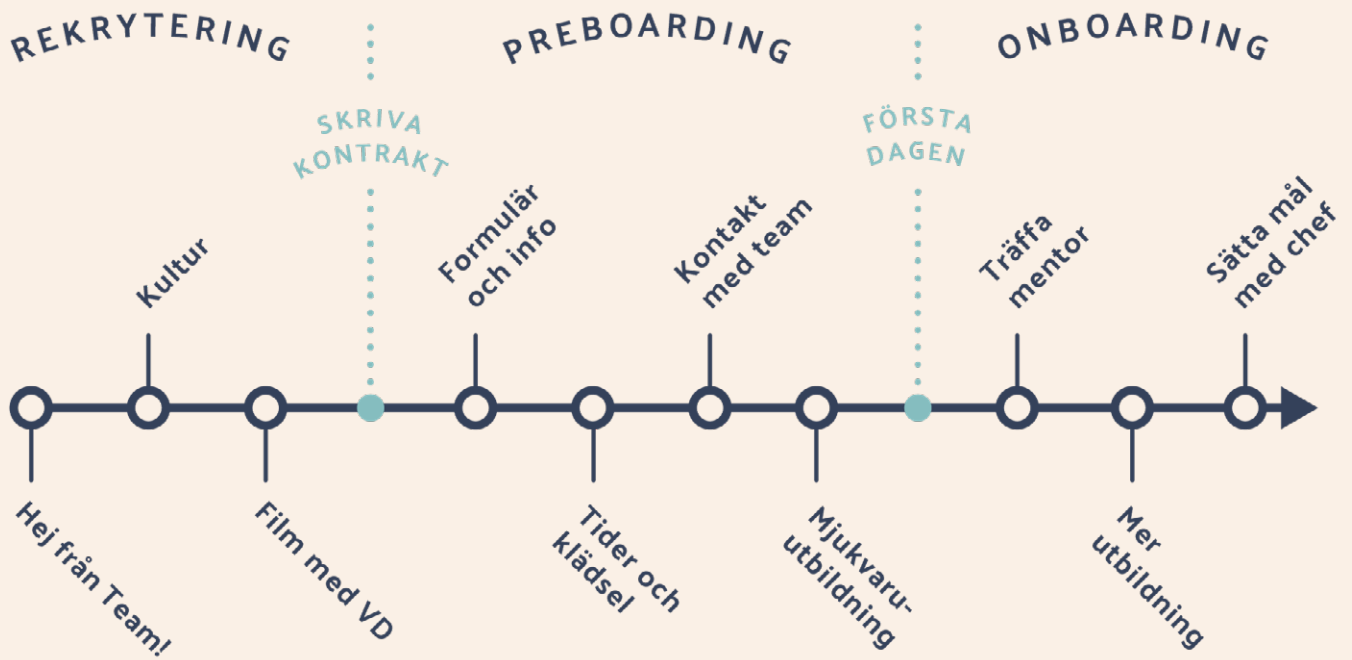 REKRYTERING
PREBOARDING
ONBOARDING
SKRIVA
KONTRAKT
FÖRSTA
DAGEN
Kultur
Formulär
och info
Kontakt
med team
Träffa
mentor
Sätta mål
med chef
Hej från Team!
Film med VD
Tider och
klädsel
Mjukvaru-
utbildning
Mer
utbildning